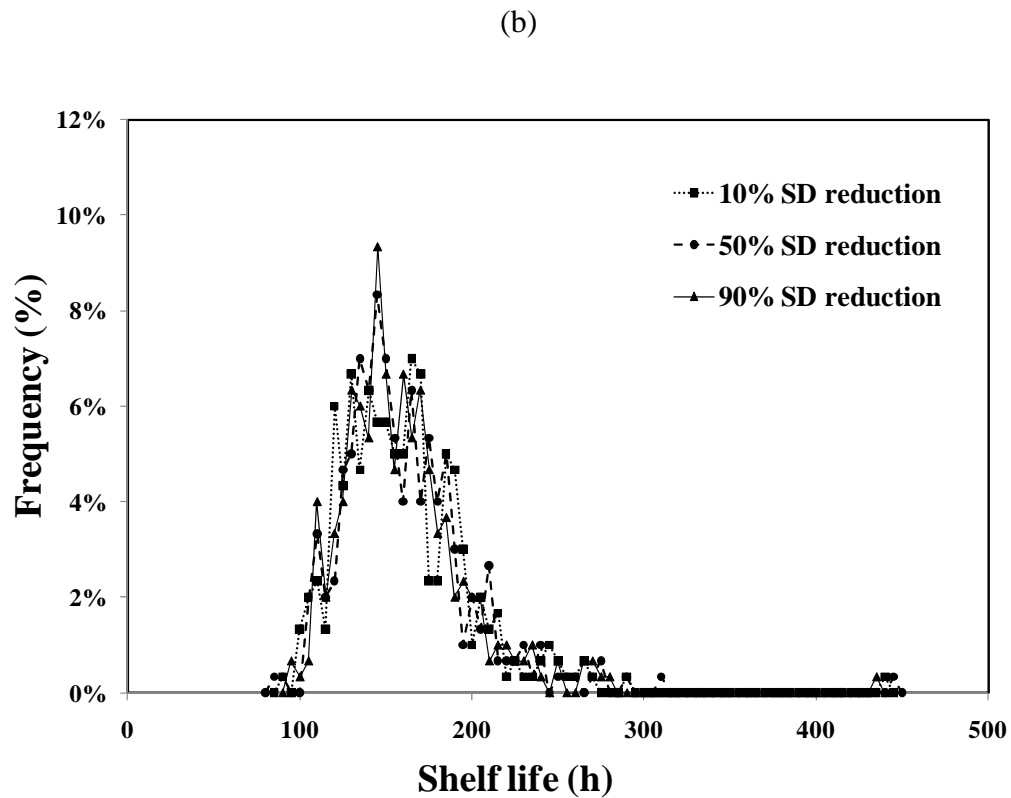 (b)
12%
10%
8%
6%
4%
2%
0%
Frequency (%)
10% SD reduction
50% SD reduction
90% SD reduction
0 100 200 300 400 500
Shelf life (h)